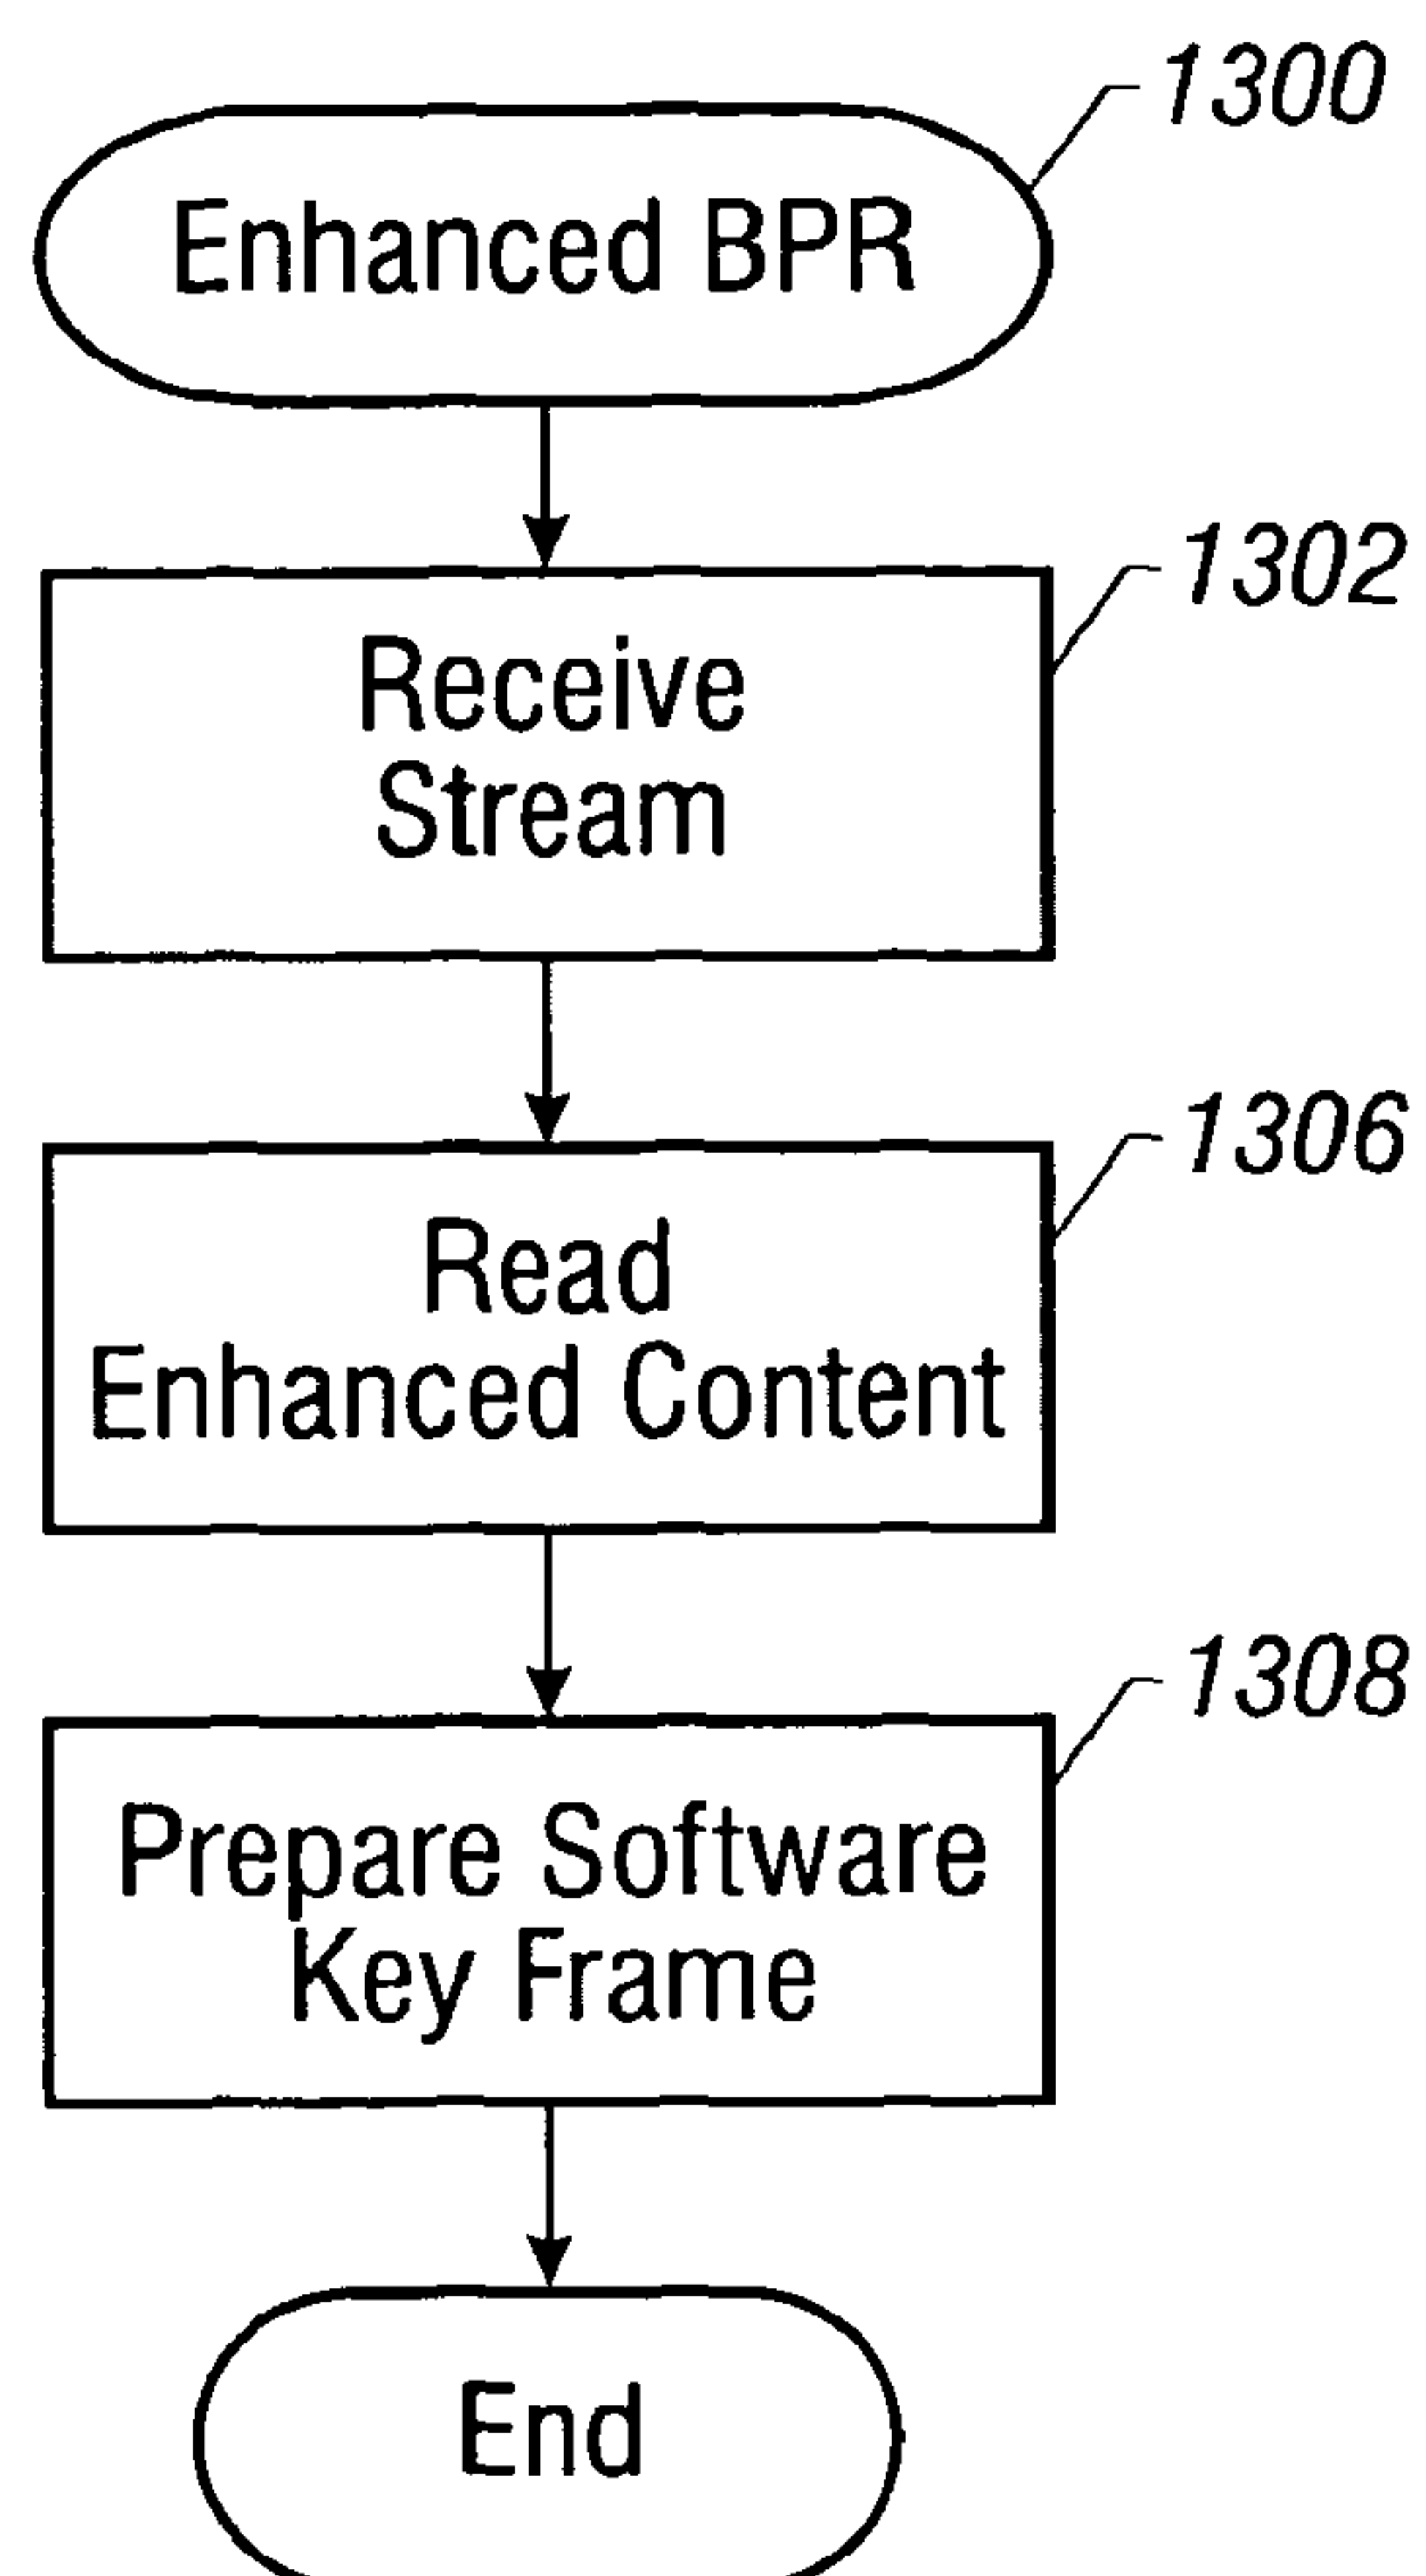 1300
Enhanced BPR
1302
Receive
Stream
1306
Read
Enhanced Content
1308
Prepare Software
Key Frame
End